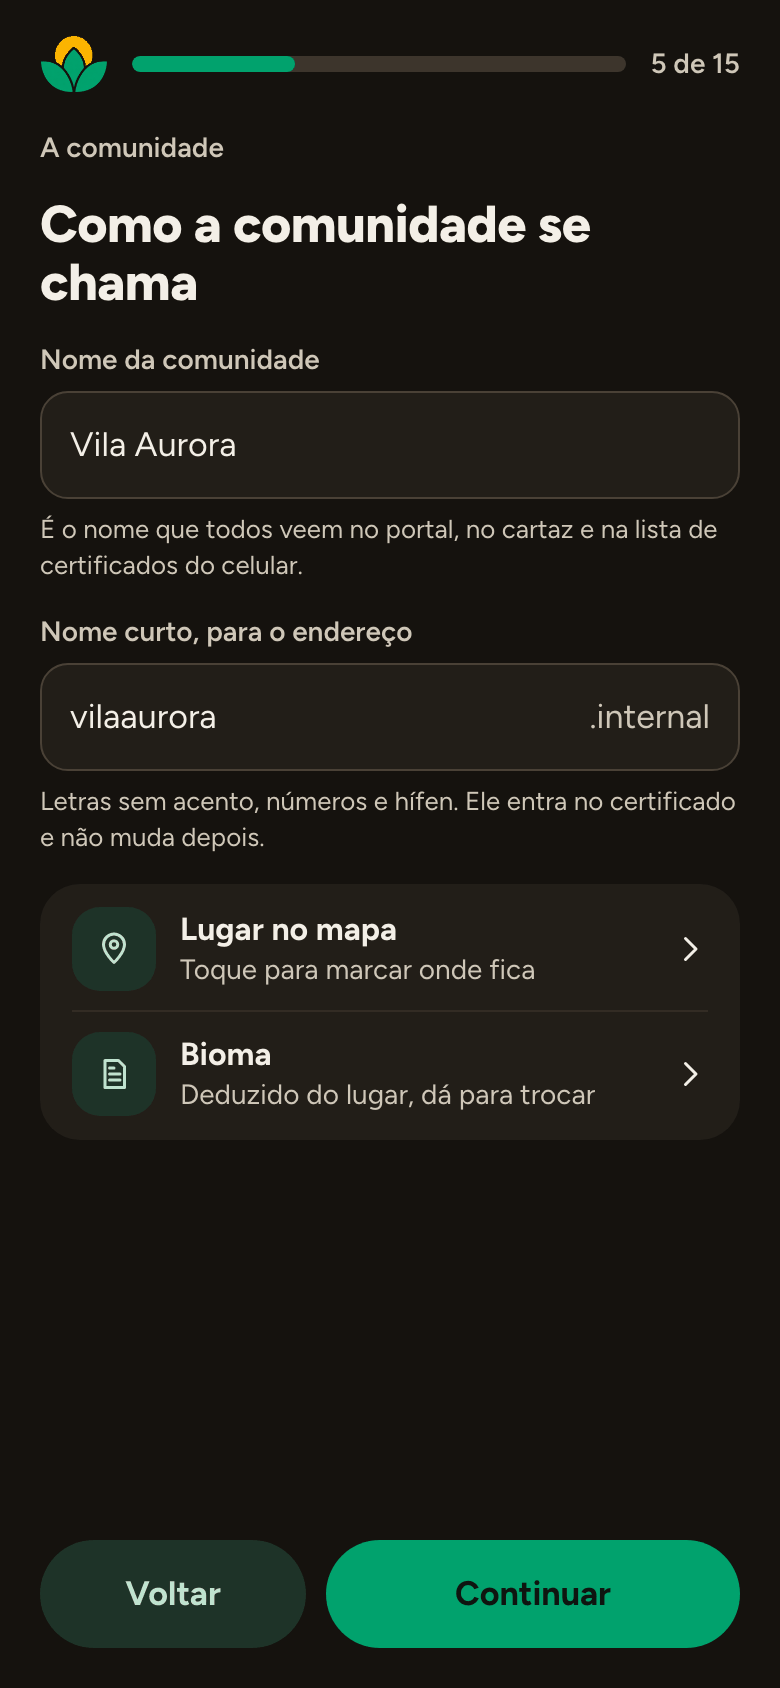 5 de 15
A comunidade
Como a comunidade se
chama
Nome da comunidade
Vila Aurora
É o nome que todos veem no portal, no cartaz e na lista de
certificados do celular.
Nome curto, para o endereço
vilaaurora .internal
Letras sem acento, números e hífen. Ele entra no certificado
e não muda depois.
Lugar no mapa
Toque para marcar onde fica
Bioma
Deduzido do lugar, dá para trocar
Voltar Continuar